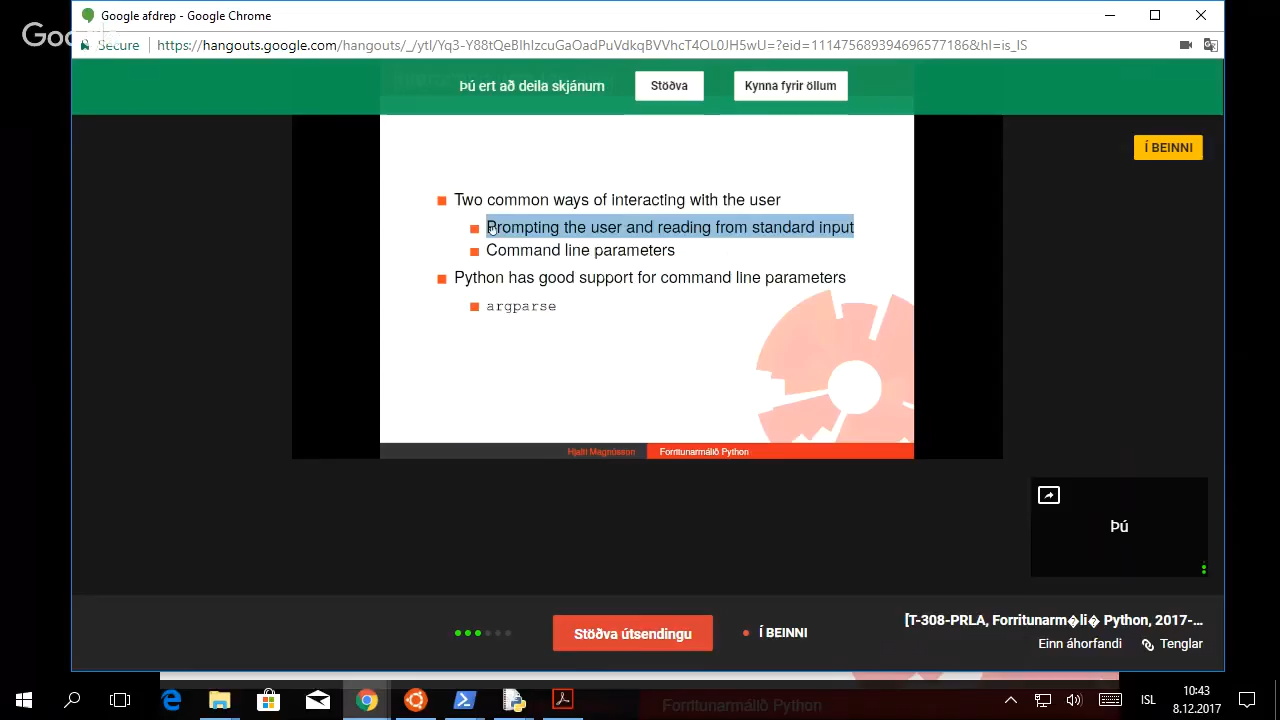 Google afdrep - Google Chrome
Google
Secure
https://hangouts.google.com/hangouts/_/ytl/Yq3-Y88tQeBIhIzcuGaOadPuVdkqBVVhcT4OL0JH5wU=?eid=111475689394696577186&hl=is_IS
Þú ert að deila skjánum
Stöðva
Kynna fyrir öllum
Í BEINNI
Two common ways of interacting with the user
Prompting the user and reading from standard input
Command line parameters
Python has good support for command line parameters
argparse
Hjalti Magnússon
Forritunarmálið Python
Þú
Stöðva útsendingu
Í BEINNI
[T-308-PRLA, Forritunarm�li� Python, 2017-...
Einn áhorfandi
Tenglar
Forritunarmálið Python
ISL
10:43
8.12.2017